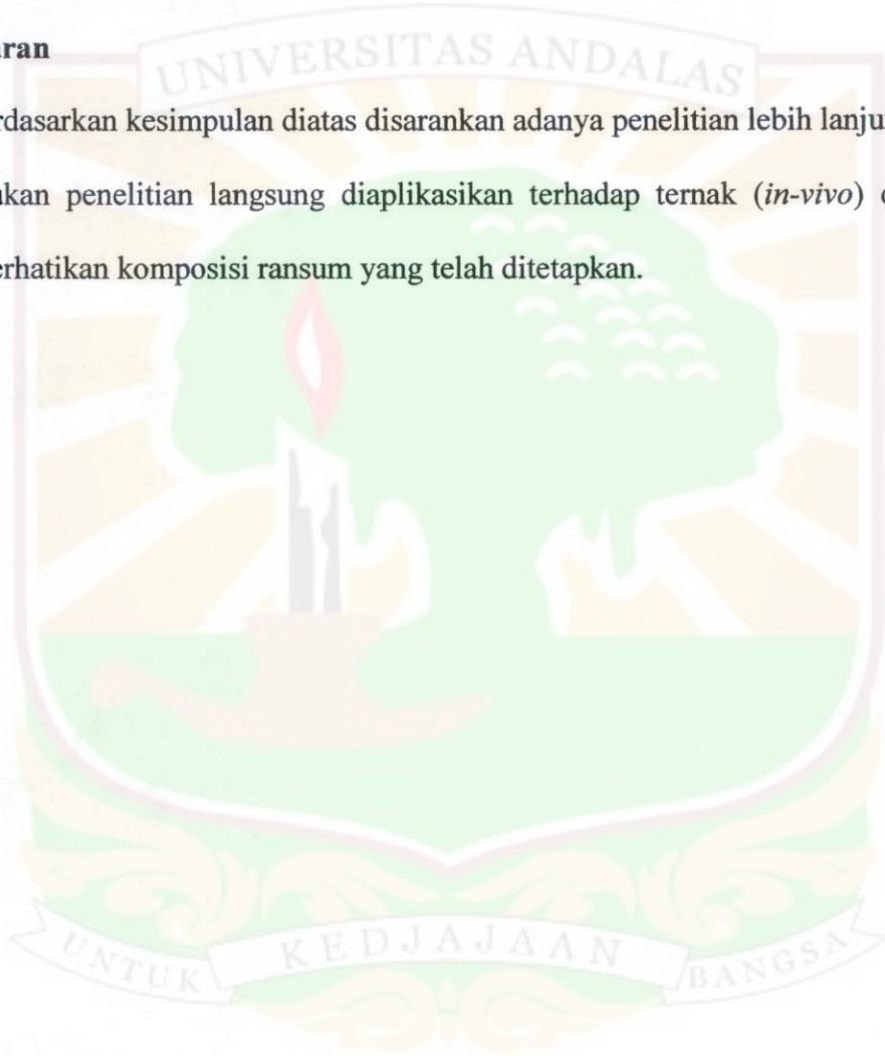 aran
UNIVERSITAS ANDALAS
rdasarkan kesimpulan diatas disarankan adanya penelitian lebih lanju
akan penelitian langsung diaplikasikan terhadap ternak (in-vivo)
erhatikan komposisi ransum yang telah ditetapkan.
UNTUK KEDJAJAAN BANGSA